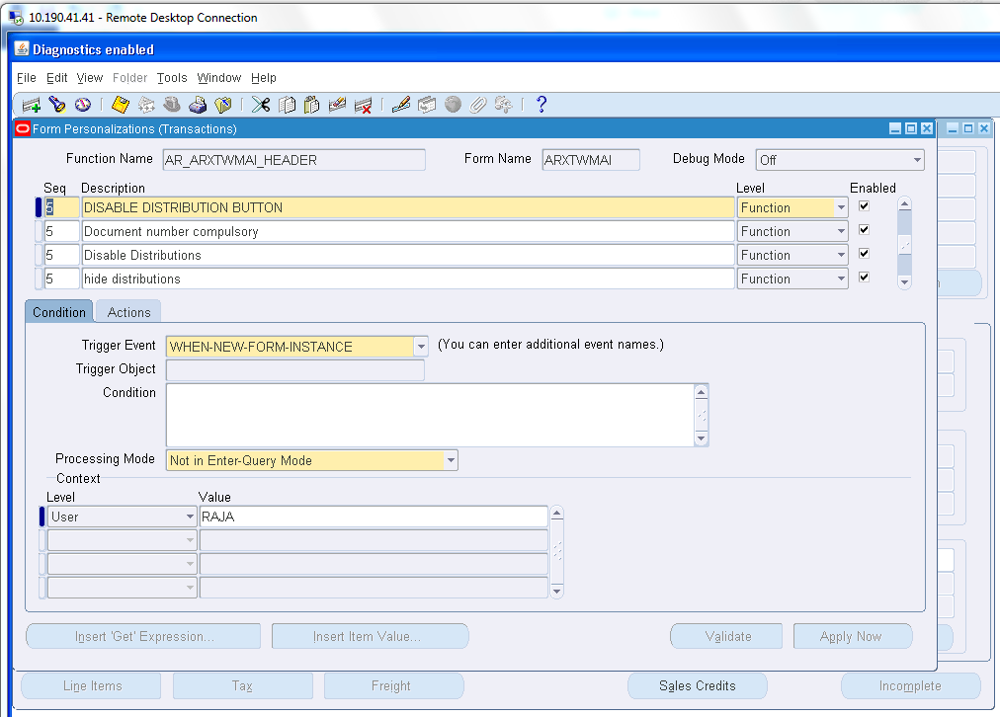 10.190.41.41 - Remote Desktop Connection
Diagnostics enabled
File Edit View Folder Tools Window Help
Form Personalizations (Transactions)
Function Name AR_ARXTWMAI_HEADER Form Name ARXTWMAI Debug Mode Off
Seq Description Level Enabled
5 DISABLE DISTRIBUTION BUTTON Function
5 Document number compulsory Function
5 Disable Distributions Function
5 hide distributions Function
Condition Actions
Trigger Event WHEN-NEW-FORM-INSTANCE (You can enter additional event names.)
Trigger Object
Condition
Processing Mode Not in Enter-Query Mode
Context
Level Value
User RAJA
Insert 'Get' Expression... Insert Item Value... Validate Apply Now
Line Items Tax Freight Sales Credits Incomplete